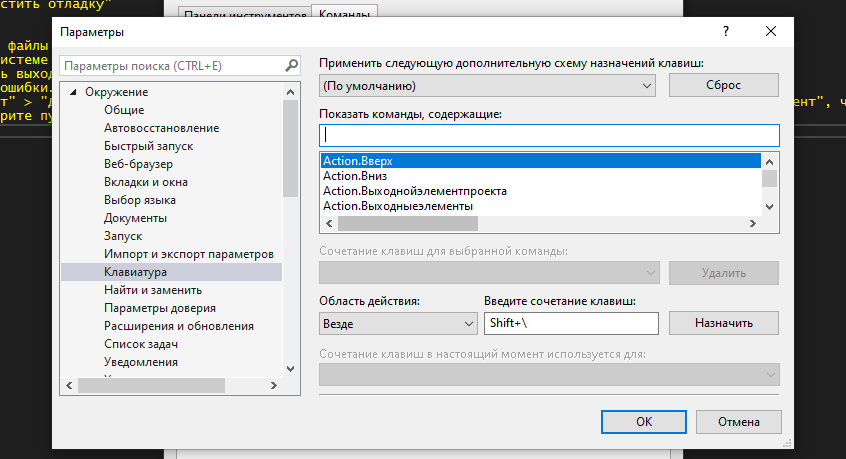 стить отладку"
Панели инструментов Команды
файлы
истеме
ь выход
ошибки.
т" > "Д
мент", ч
рите пу
Параметры
?
Параметры поиска (CTRL+E)
Окружение
Общие
Автовосстановление
Быстрый запуск
Веб-браузер
Вкладки и окна
Выбор языка
Документы
Запуск
Импорт и экспорт параметров
Клавиатура
Найти и заменить
Параметры доверия
Расширения и обновления
Список задач
Уведомления
Применить следующую дополнительную схему назначений клавиш:
(По умолчанию)
Сброс
Показать команды, содержащие:
Action.Вверх
Action.Вниз
Action.Выходнойэлементпроекта
Action.Выходныеэлементы
Сочетание клавиш для выбранной команды:
Удалить
Область действия:
Введите сочетание клавиш:
Везде
Shift+\
Назначить
Сочетание клавиш в настоящий момент используется для:
ОК
Отмена